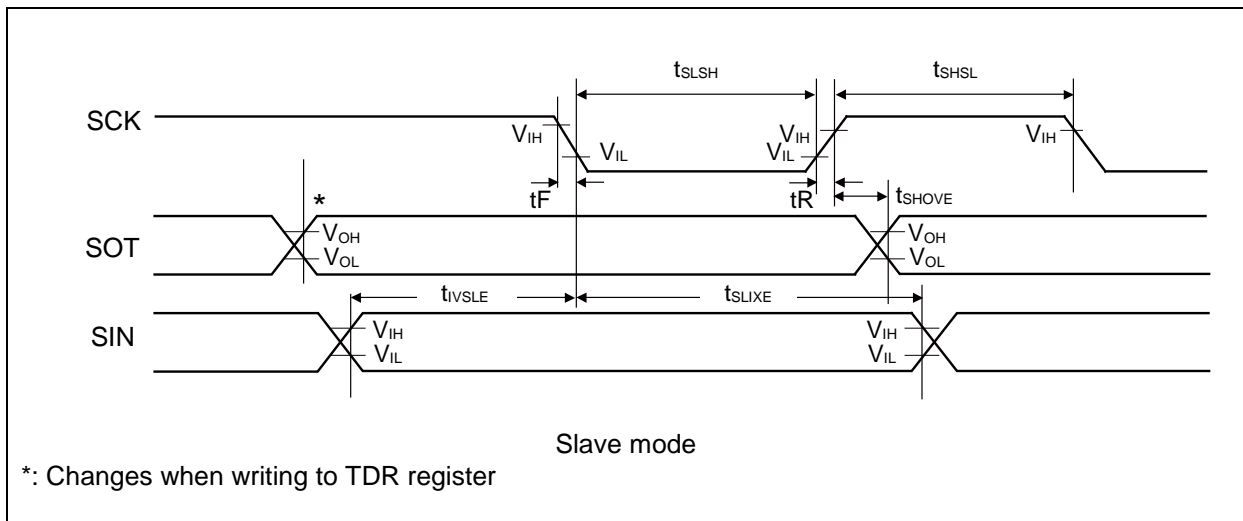 tSLSH tSHSL
SCK
VIH VIH VIH
VIL VIL
tF tR tSHOVE
*
SOT
VOH VOH
VOL VOL
tIVSLE tSLIXE
SIN
VIH VIH
VIL VIL
Slave mode
*: Changes when writing to TDR register